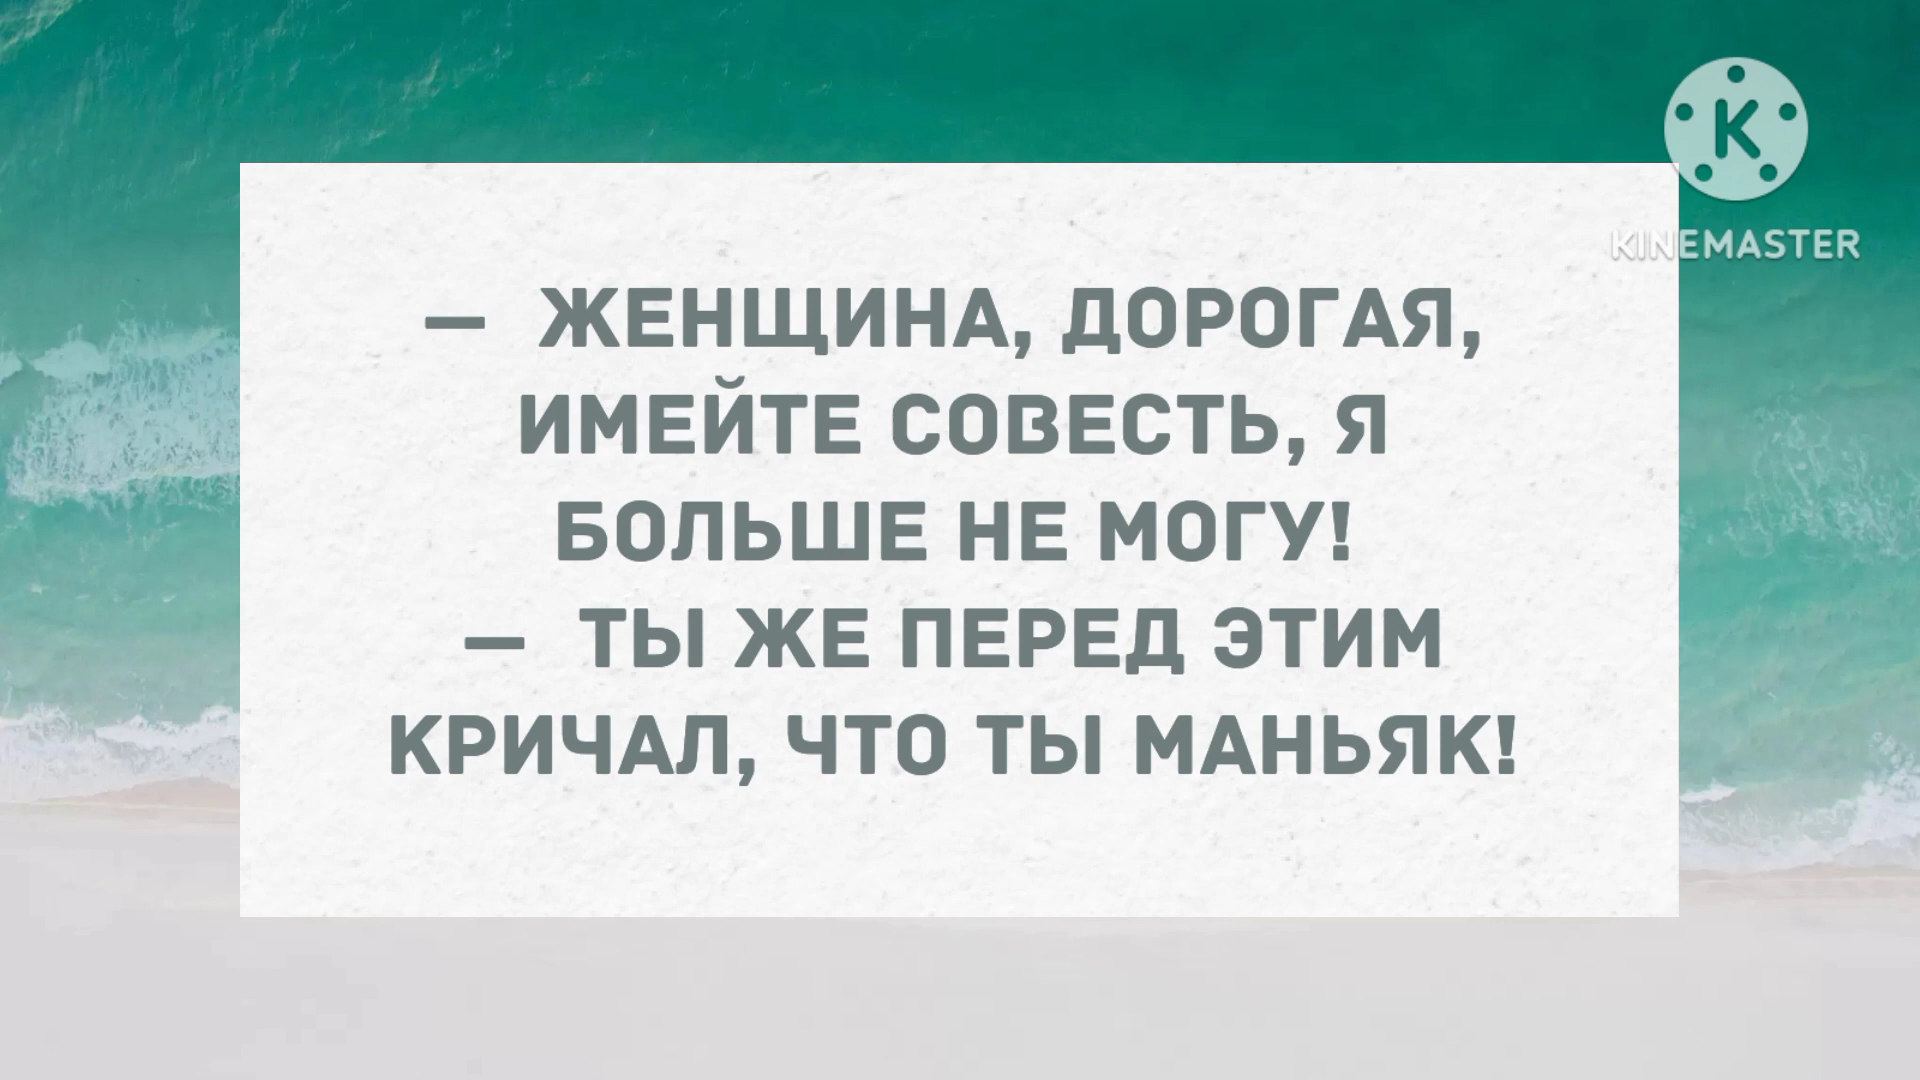 K
KINEMASTER
— ЖЕНЩИНА, ДОРОГАЯ,
ИМЕЙТЕ СОВЕСТЬ, Я
БОЛЬШЕ НЕ МОГУ!
— ТЫ ЖЕ ПЕРЕД ЭТИМ
КРИЧАЛ, ЧТО ТЫ МАНЬЯК!